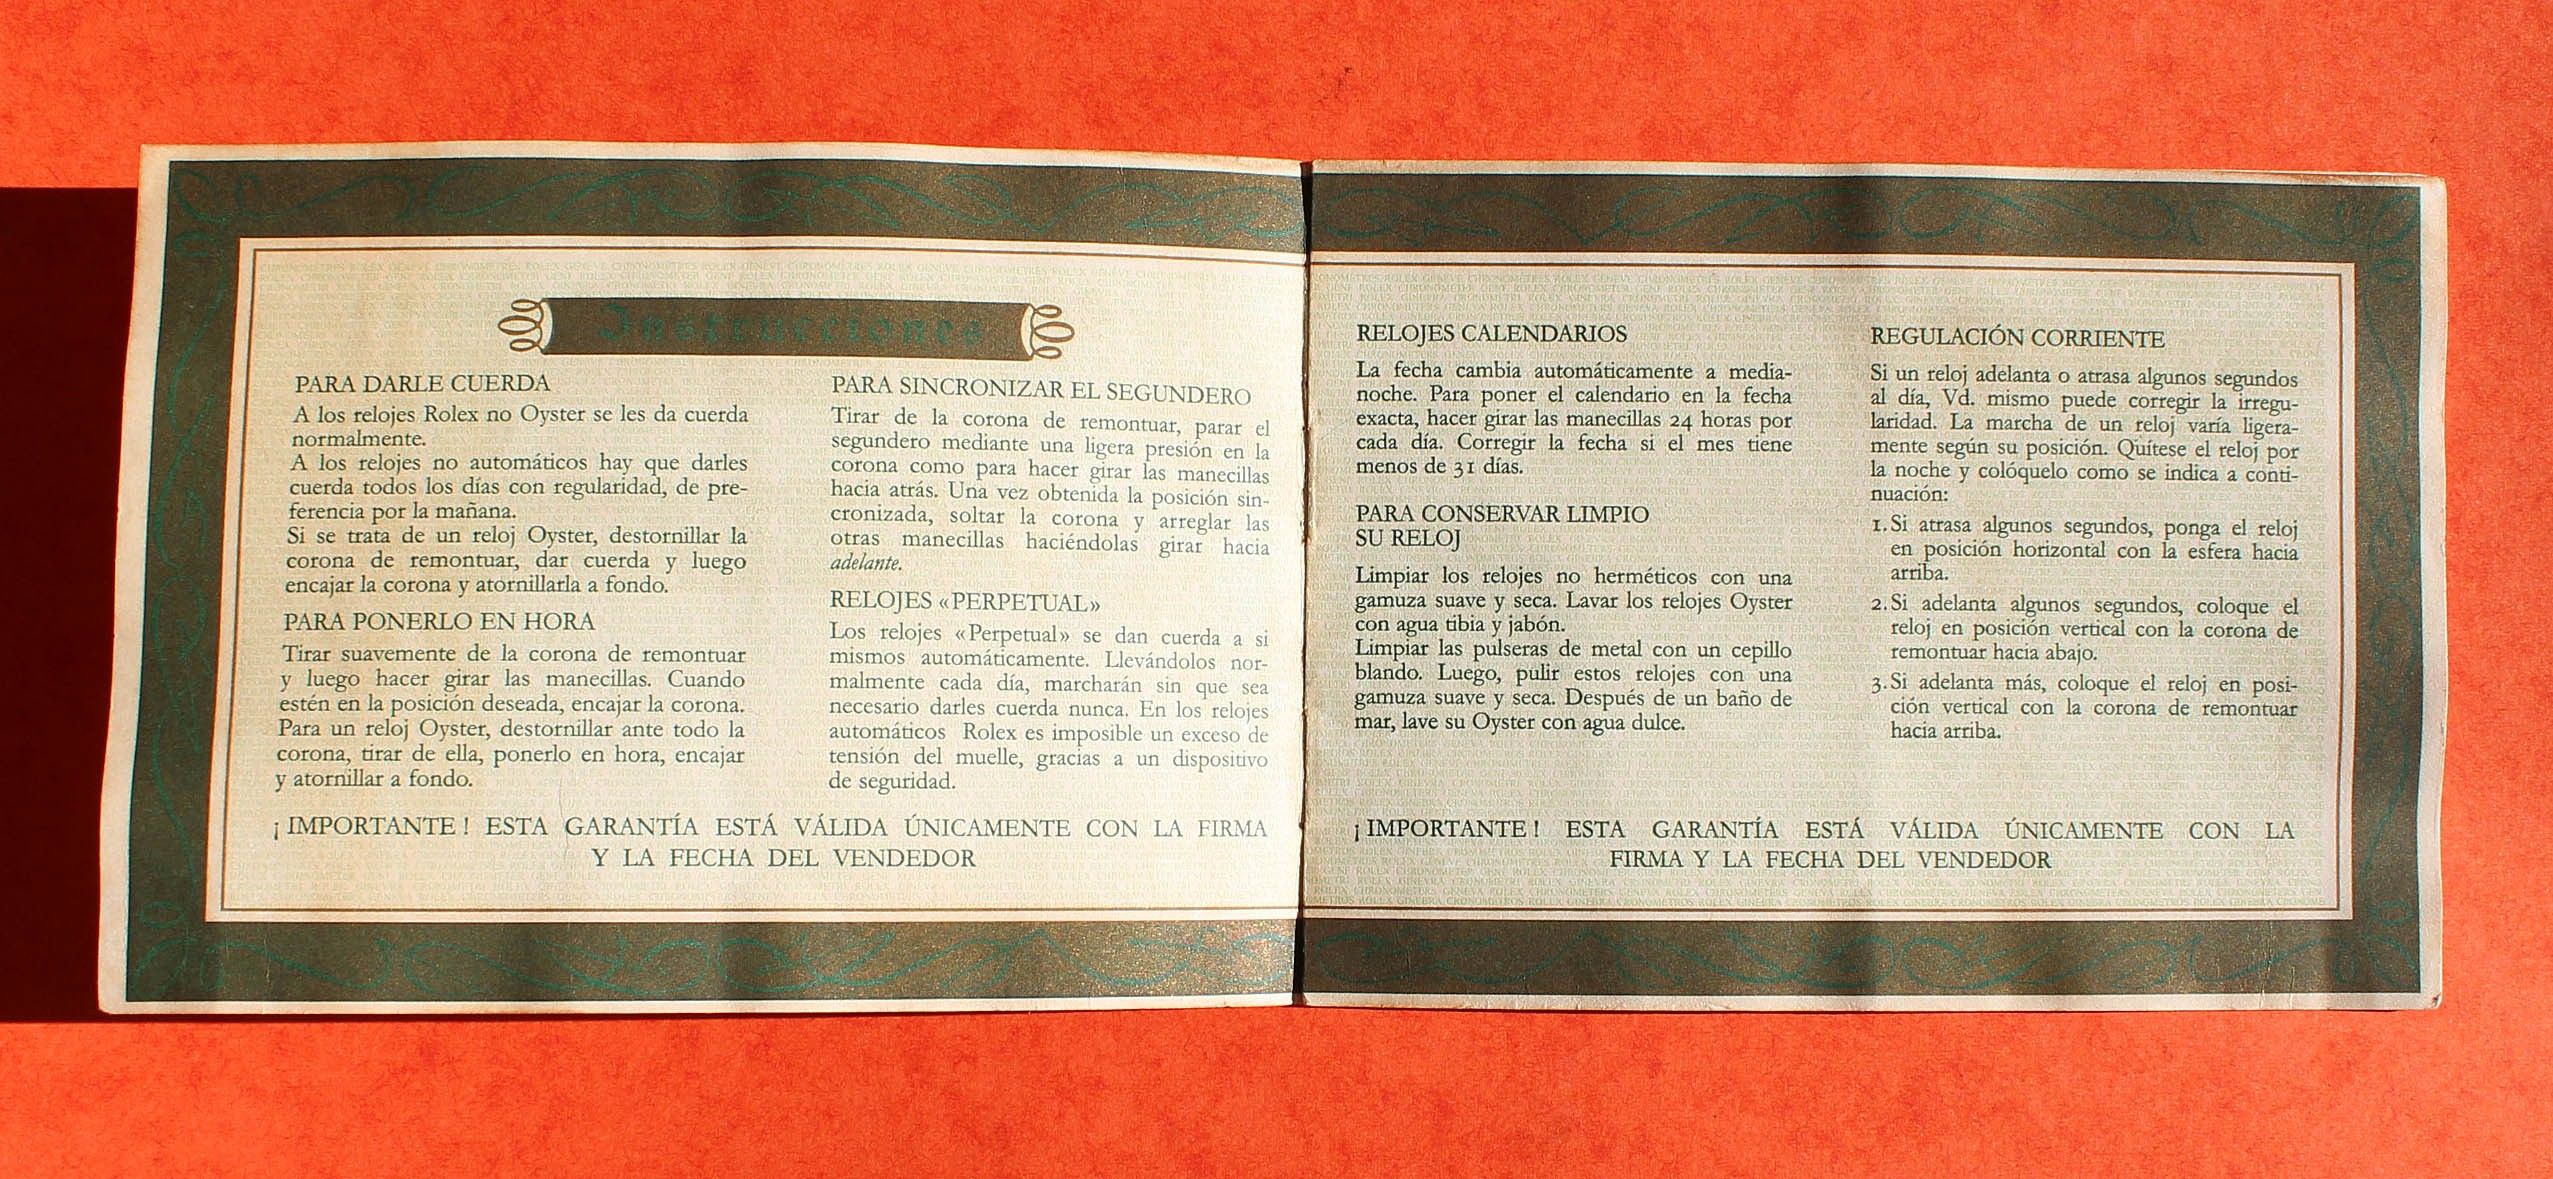 Instrucciones
PARA DARLE CUERDA
A los relojes Rolex no Oyster se les da cuerda
normalmente.
A los relojes no automáticos hay que darles
cuerda todos los días con regularidad, de pre-
ferencia por la mañana.
Si se trata de un reloj Oyster, destornillar la
corona de remontuar, dar cuerda y luego
encajar la corona y atornillarla a fondo.
PARA PONERLO EN HORA
Tirar suavemente de la corona de remontuar
y luego hacer girar las manecillas. Cuando
estén en la posición deseada, encajar la corona.
Para un reloj Oyster, destornillar ante todo la
corona, tirar de ella, ponerlo en hora, encajar
y atornillar a fondo.
PARA SINCRONIZAR EL SEGUNDERO
Tirar de la corona de remontuar, parar el
segundero mediante una ligera presión en la
corona como para hacer girar las manecillas
hacia atrás. Una vez obtenida la posición sin-
cronizada, soltar la corona y arreglar las
otras manecillas haciéndolas girar hacia
adelante.
RELOJES «PERPETUAL»
Los relojes «Perpetual» se dan cuerda a si
mismos automáticamente. Llevándolos nor-
malmente cada día, marcharán sin que sea
necesario darles cuerda nunca. En los relojes
automáticos Rolex es imposible un exceso de
tensión del muelle, gracias a un dispositivo
de seguridad.
¡IMPORTANTE! ESTA GARANTÍA ESTÁ VÁLIDA ÚNICAMENTE CON LA FIRMA
Y LA FECHA DEL VENDEDOR
RELOJES CALENDARIOS
La fecha cambia automáticamente a media-
noche. Para poner el calendario en la fecha
exacta, hacer girar las manecillas 24 horas por
cada día. Corregir la fecha si el mes tiene
menos de 31 días.
PARA CONSERVAR LIMPIO
SU RELOJ
Limpiar los relojes no herméticos con una
gamuza suave y seca. Lavar los relojes Oyster
con agua tibia y jabón.
Limpiar las pulseras de metal con un cepillo
blando. Luego, pulir estos relojes con una
gamuza suave y seca. Después de un baño de
mar, lave su Oyster con agua dulce.
REGULACIÓN CORRIENTE
Si un reloj adelanta o atrasa algunos segundos
al día, Vd. mismo puede corregir la irregu-
laridad. La marcha de un reloj varía ligera-
mente según su posición. Quítese el reloj por
la noche y colóquelo como se indica a conti-
nuación:
1. Si atrasa algunos segundos, ponga el reloj
en posición horizontal con la esfera hacia
arriba.
2. Si adelanta algunos segundos, coloque el
reloj en posición vertical con la corona de
remontuar hacia abajo.
3. Si adelanta más, coloque el reloj en posi-
ción vertical con la corona de remontuar
hacia arriba.
¡IMPORTANTE! ESTA GARANTÍA ESTÁ VÁLIDA ÚNICAMENTE CON LA
FIRMA Y LA FECHA DEL VENDEDOR